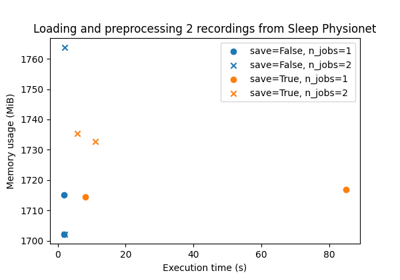 Loading and preprocessing 2 recordings from Sleep Physionet
1760
1750
1740
1730
1720
1710
1700
Memory usage (MiB)
save=False, n_jobs=1
save=False, n_jobs=2
save=True, n_jobs=1
save=True, n_jobs=2
0 20 40 60 80
Execution time (s)